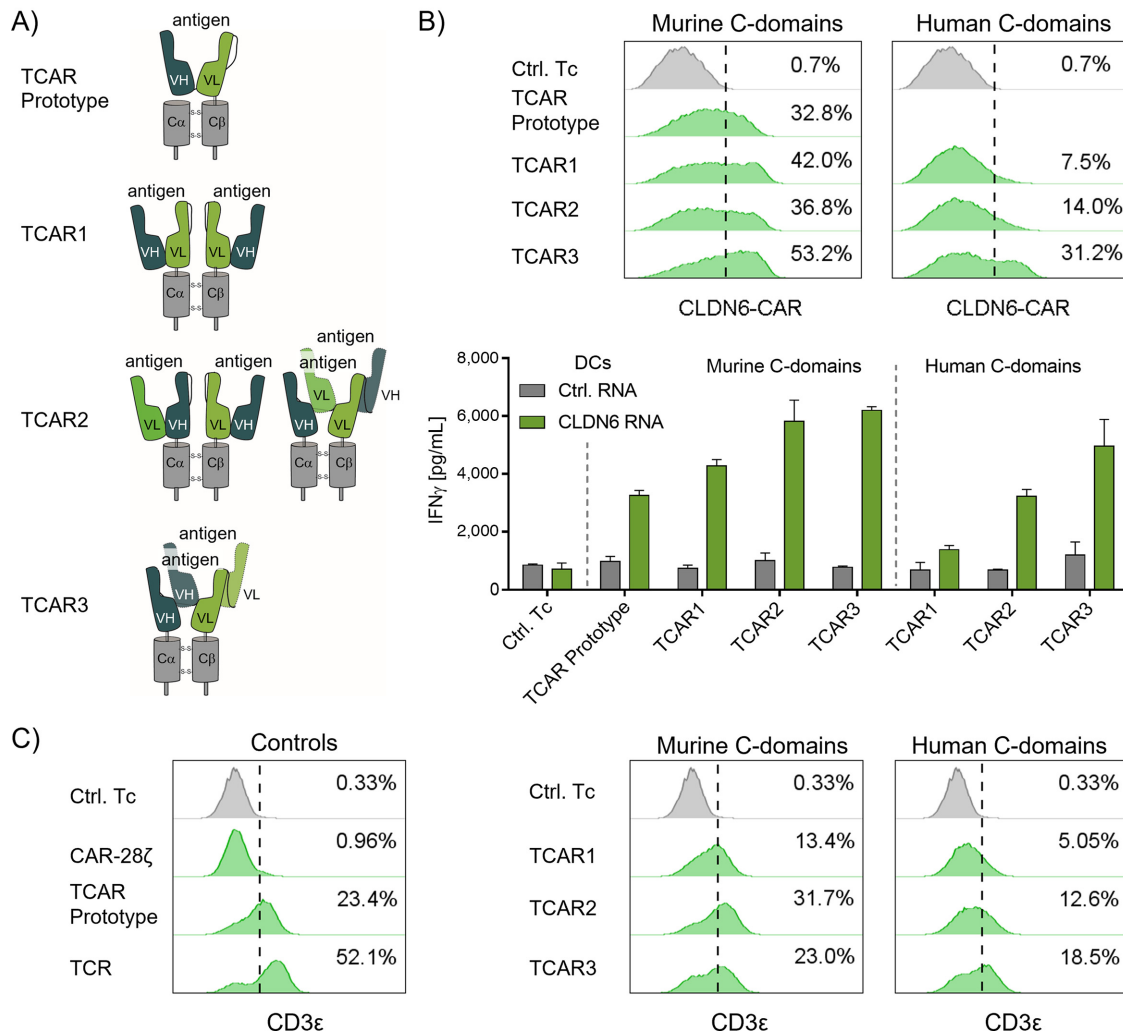 A)
antigen
TCAR
Prototype
VH
VL
Cα
Cβ
-s-s-
-s-s-
antigen
antigen
TCAR1
VH
VL
VL
VH
Cα
Cβ
-s-s-
-s-s-
antigen
antigen
antigen
antigen
TCAR2
VL
VH
VL
VH
VL
VH
VL
VH
Cα
Cβ
Cα
Cβ
-s-s-
-s-s-
-s-s-
-s-s-
antigen
antigen
TCAR3
VH
VL
VH
VL
Cα
Cβ
-s-s-
-s-s-
B)
Murine C-domains
Human C-domains
Ctrl. Tc
0.7%
0.7%
TCAR
Prototype
32.8%
TCAR1
42.0%
7.5%
TCAR2
36.8%
14.0%
TCAR3
53.2%
31.2%
CLDN6-CAR
CLDN6-CAR
IFNγ [pg/mL]
8,000
6,000
4,000
2,000
0
DCs
Ctrl. RNA
CLDN6 RNA
Murine C-domains
Human C-domains
Ctrl. Tc
TCAR Prototype
TCAR1
TCAR2
TCAR3
TCAR1
TCAR2
TCAR3
C)
Controls
Ctrl. Tc
0.33%
CAR-28ζ
0.96%
TCAR
Prototype
23.4%
TCR
52.1%
CD3ε
Murine C-domains
Human C-domains
Ctrl. Tc
0.33%
0.33%
TCAR1
13.4%
5.05%
TCAR2
31.7%
12.6%
TCAR3
23.0%
18.5%
CD3ε
CD3ε